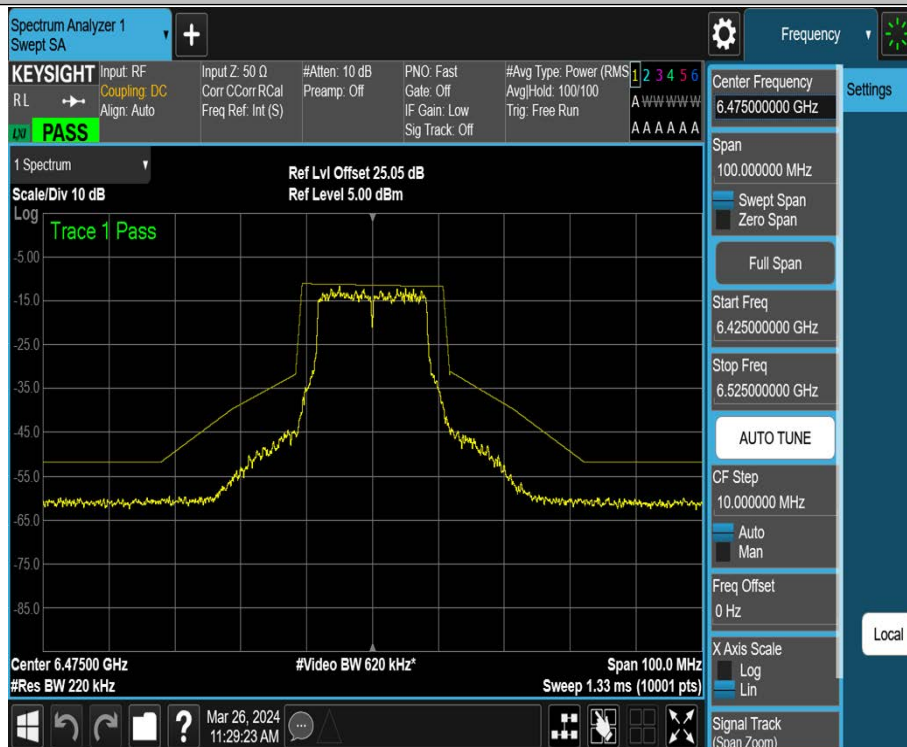 Spectrum Analyzer 1
Swept SA
+
Frequency
KEYSIGHT
RL
Align: Auto
LXI PASS
Input: RF
Coupling: DC
Input Z: 50 Ω
Corr CCorr RCal
Freq Ref: Int (S)
#Atten: 10 dB
Preamp: Off
PNO: Fast
Gate: Off
IF Gain: Low
Sig Track: Off
#Avg Type: Power (RMS
Avg|Hold: 100/100
Trig: Free Run
1 2 3 4 5 6
A W W W W W
A A A A A A
1 Spectrum
Scale/Div 10 dB
Log
Ref Lvl Offset 25.05 dB
Ref Level 5.00 dBm
Trace 1 Pass
-5.00
-15.0
-25.0
-35.0
-45.0
-55.0
-65.0
-75.0
-85.0
Center 6.47500 GHz
#Res BW 220 kHz
#Video BW 620 kHz*
Span 100.0 MHz
Sweep 1.33 ms (10001 pts)
?
Mar 26, 2024
11:29:23 AM
Center Frequency
6.475000000 GHz
Settings
Span
100.000000 MHz
Swept Span
Zero Span
Full Span
Start Freq
6.425000000 GHz
Stop Freq
6.525000000 GHz
AUTO TUNE
CF Step
10.000000 MHz
Auto
Man
Freq Offset
0 Hz
Local
X Axis Scale
Log
Lin
Signal Track
(Span Zoom)